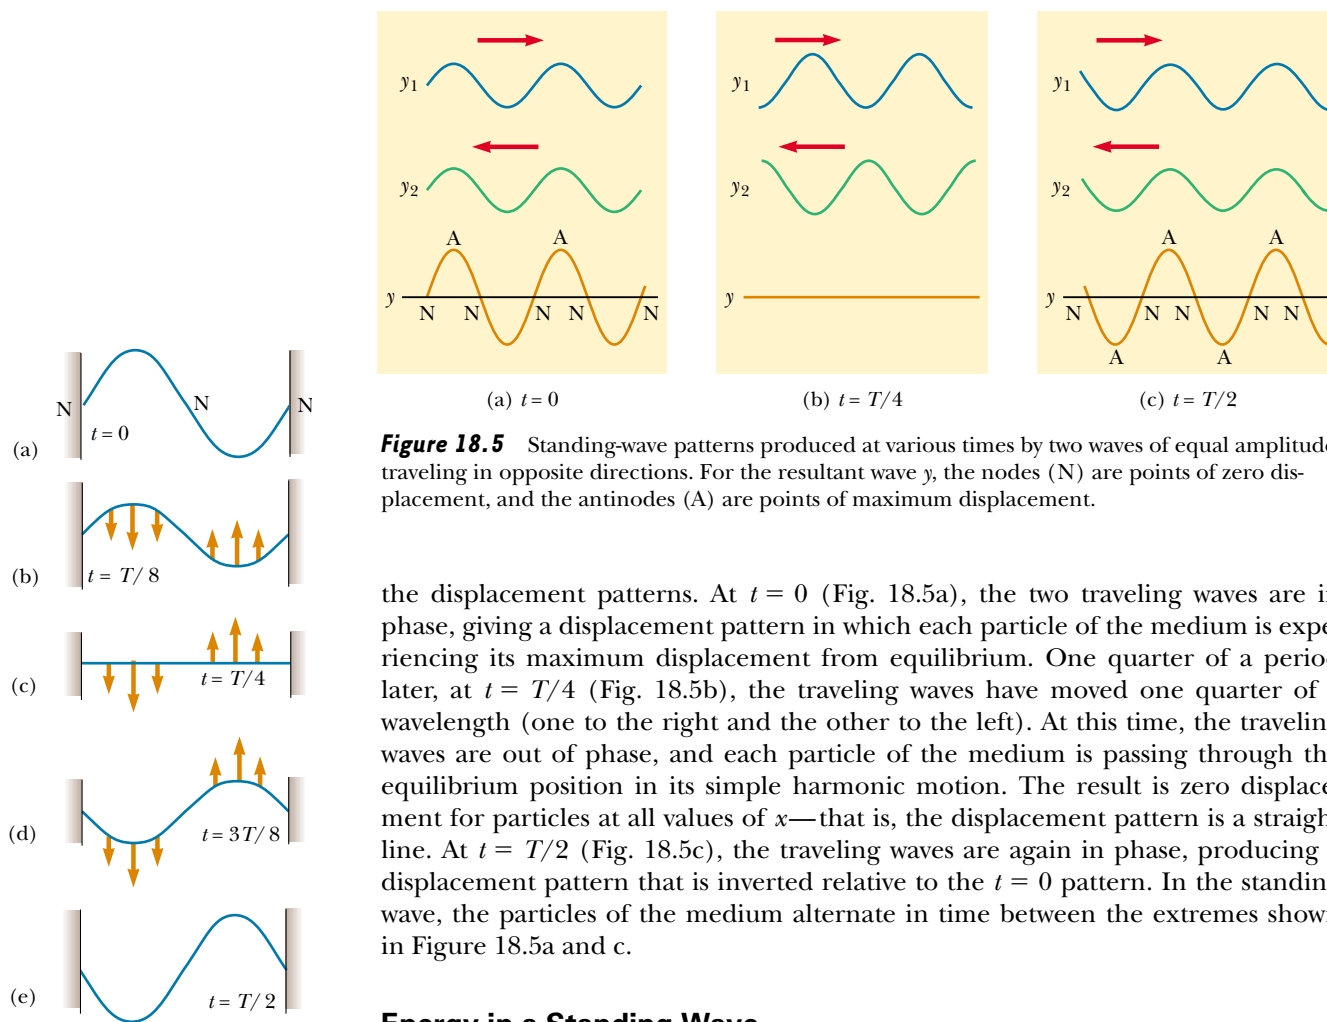 y1
y2
A A
y
N N N N N
(a) t = 0
y1
y2
y
(b) t = T/4
y1
y2
A A
y
N N N N N
A A
(c) t = T/2
Figure 18.5 Standing-wave patterns produced at various times by two waves of equal amplitude
traveling in opposite directions. For the resultant wave y, the nodes (N) are points of zero dis-
placement, and the antinodes (A) are points of maximum displacement.
N N N
t = 0
(a)
t = T/8
(b)
t = T/4
(c)
t = 3T/8
(d)
t = T/2
(e)
the displacement patterns. At t = 0 (Fig. 18.5a), the two traveling waves are i
phase, giving a displacement pattern in which each particle of the medium is expe
riencing its maximum displacement from equilibrium. One quarter of a perio
later, at t = T/4 (Fig. 18.5b), the traveling waves have moved one quarter of
wavelength (one to the right and the other to the left). At this time, the travelin
waves are out of phase, and each particle of the medium is passing through th
equilibrium position in its simple harmonic motion. The result is zero displace
ment for particles at all values of x—that is, the displacement pattern is a straigh
line. At t = T/2 (Fig. 18.5c), the traveling waves are again in phase, producing
displacement pattern that is inverted relative to the t = 0 pattern. In the standin
wave, the particles of the medium alternate in time between the extremes show
in Figure 18.5a and c.
Energy in a Standing Wave